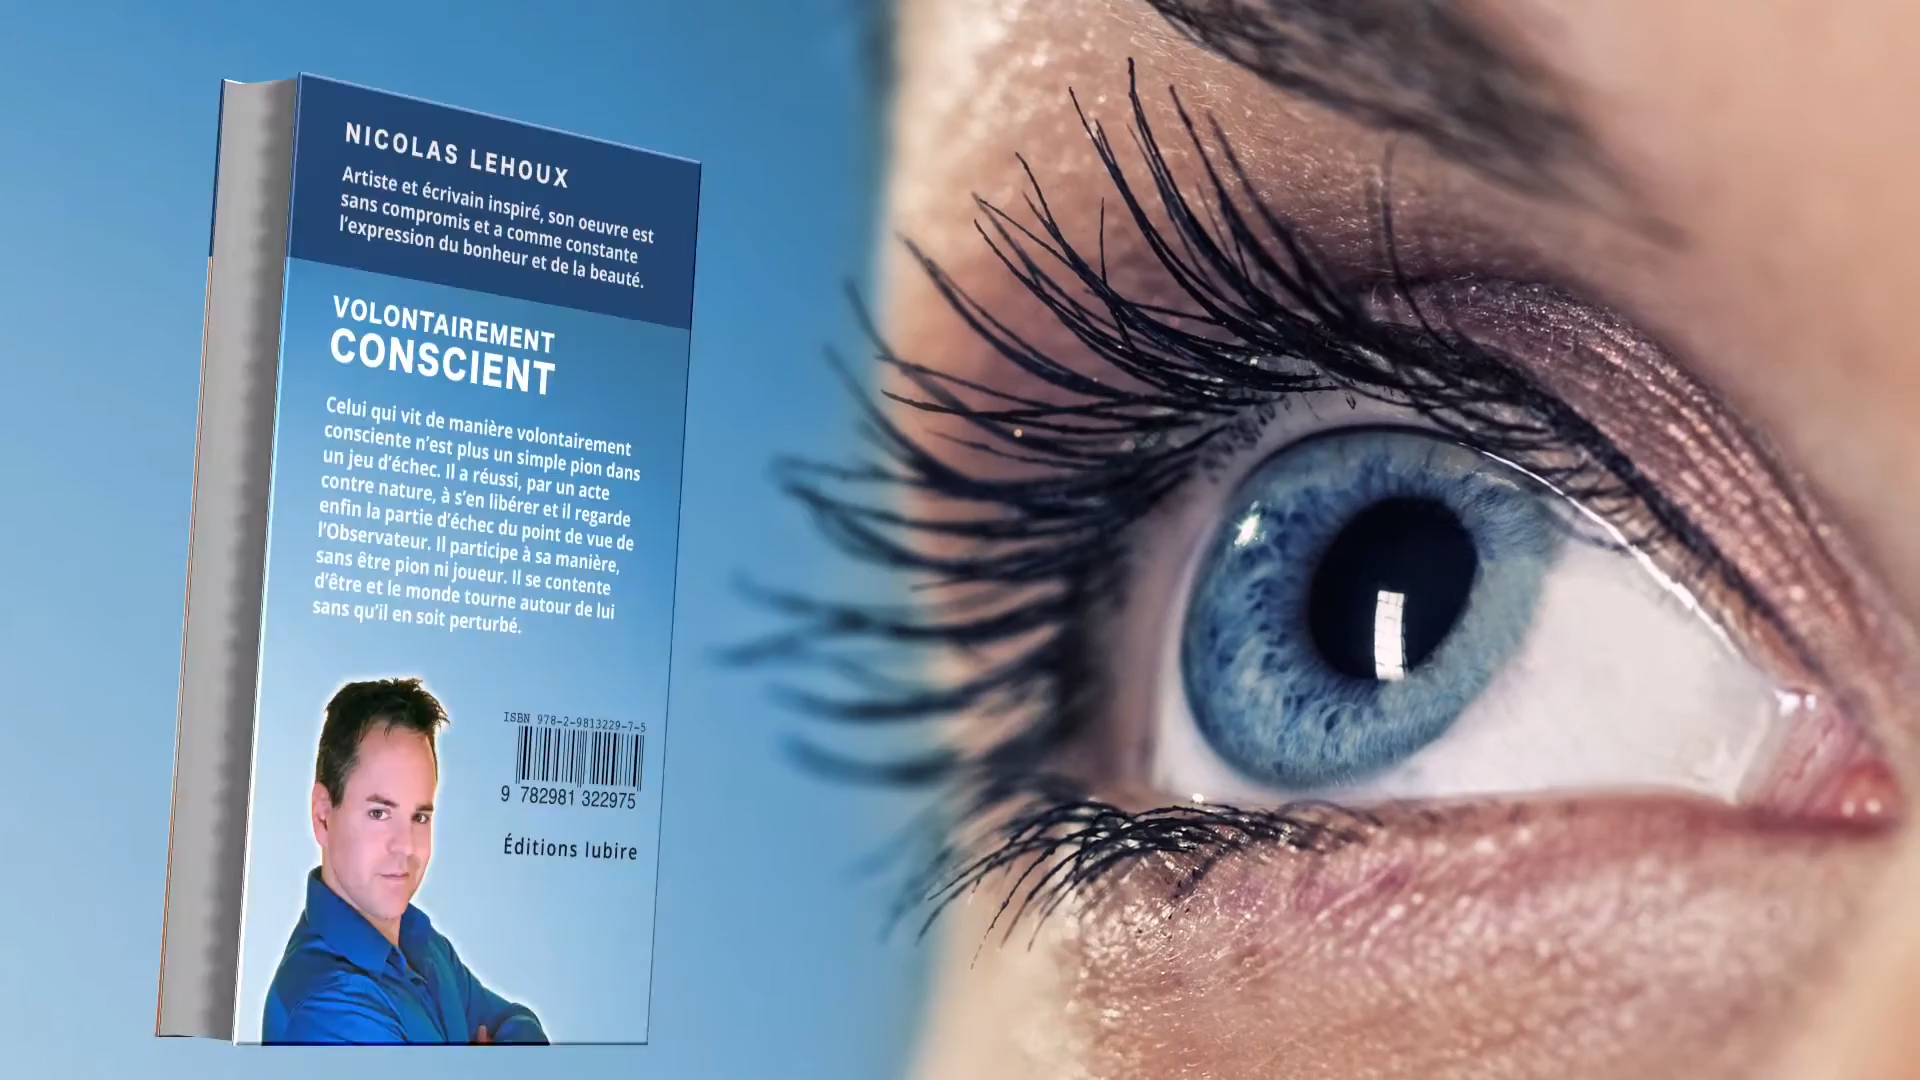 NICOLAS LEHOUX
Artiste et écrivain inspiré, son oeuvre est
sans compromis et a comme constante
l'expression du bonheur et de la beauté.
VOLONTAIREMENT
CONSCIENT
Celui qui vit de manière volontairement
consciente n'est plus un simple pion dans
un jeu d'échec. Il a réussi, par un acte
contre nature, à s'en libérer et il regarde
enfin la partie d'échec du point de vue de
l'Observateur. Il participe à sa manière,
sans être pion ni joueur. Il se contente
d'être et le monde tourne autour de lui
sans qu'il en soit perturbé.
ISBN 978-2-9813229-7-5
9 782981 322975
Éditions lubire